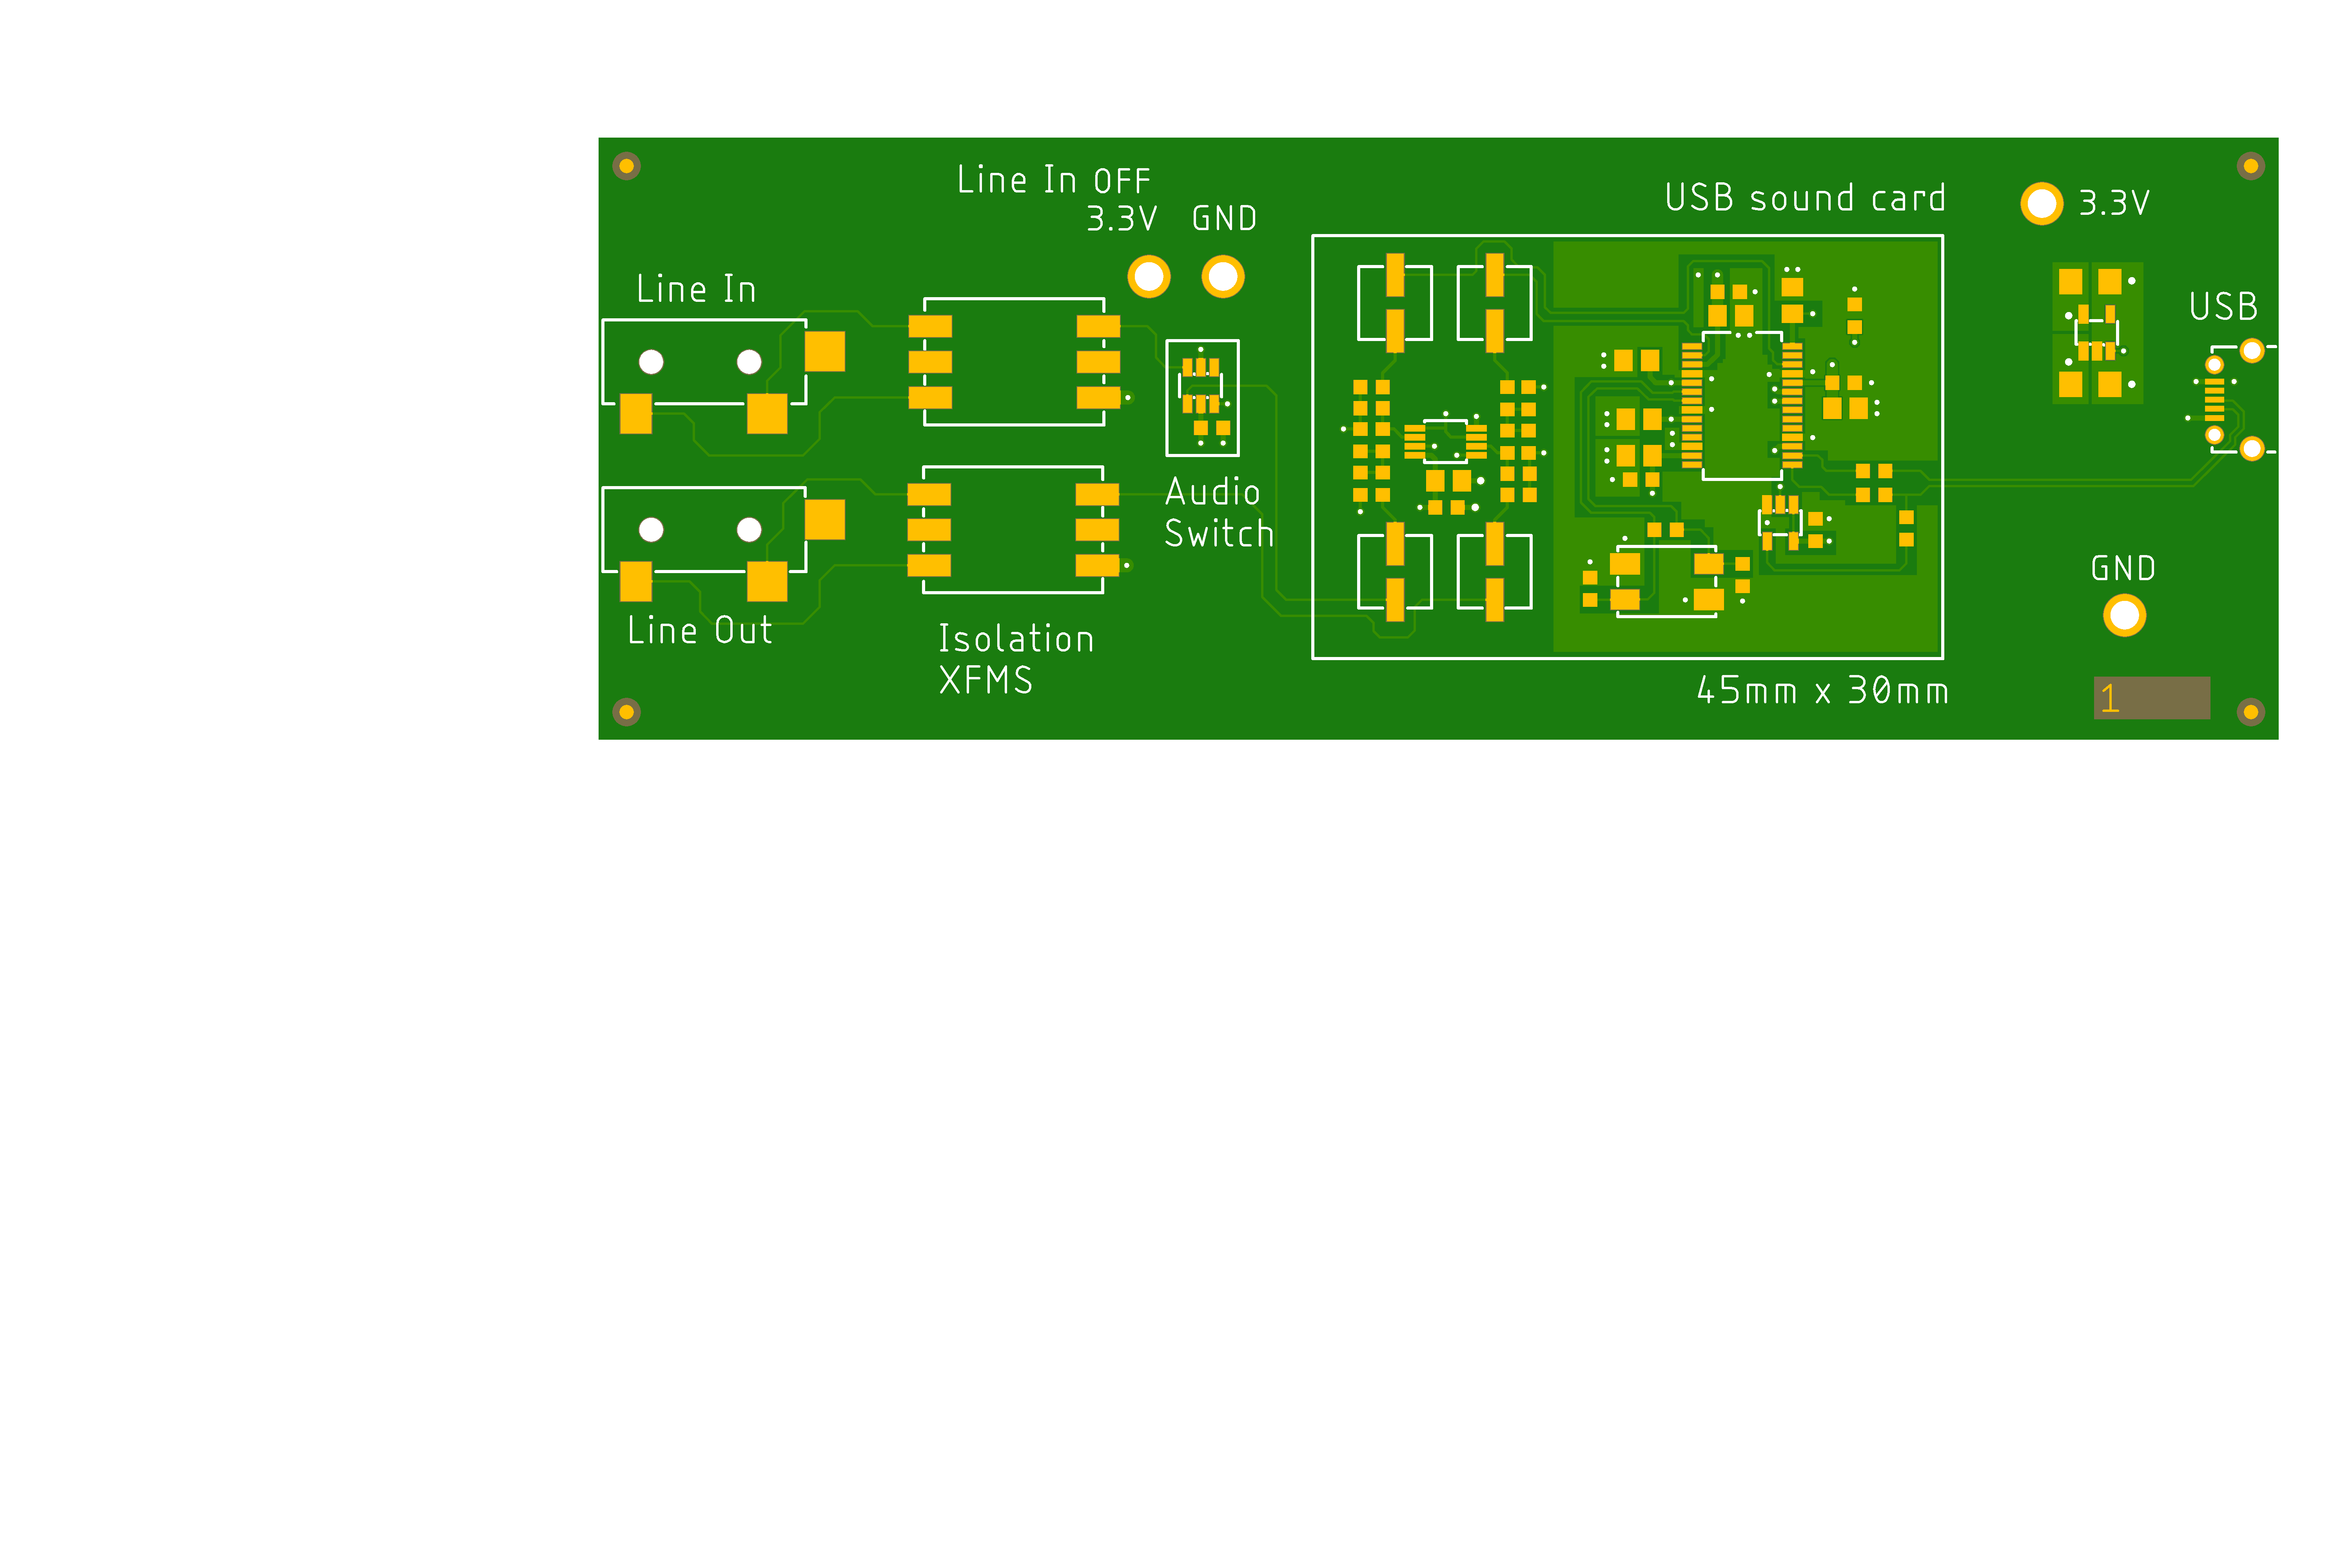 Line In OFF
3.3V GND
USB sound card
3.3V
Line In
USB
Audio
Switch
GND
Line Out
Isolation
XFMS
45mm x 30mm
1